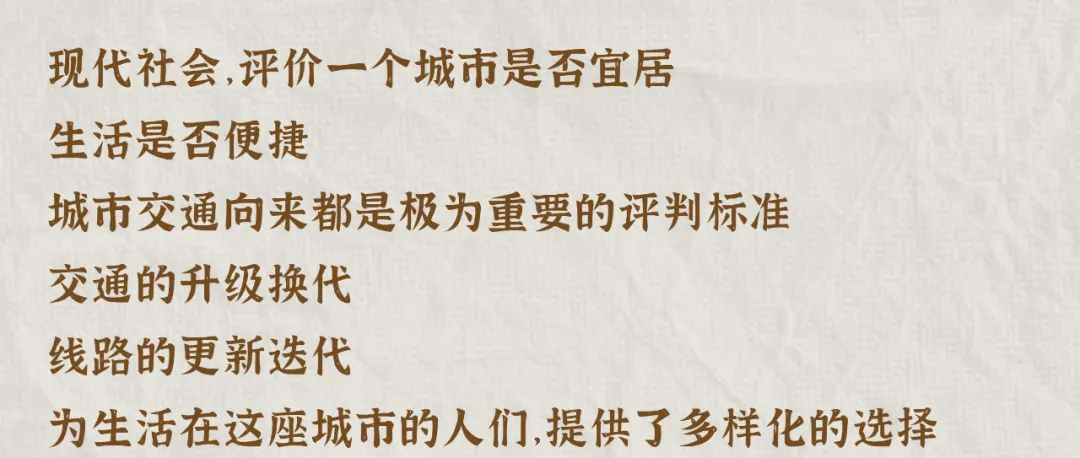 现代社会,评价一个城市是否宜居
生活是否便捷
城市交通向来都是极为重要的评判标准
交通的升级换代
线路的更新迭代
为生活在这座城市的人们,提供了多样化的选择